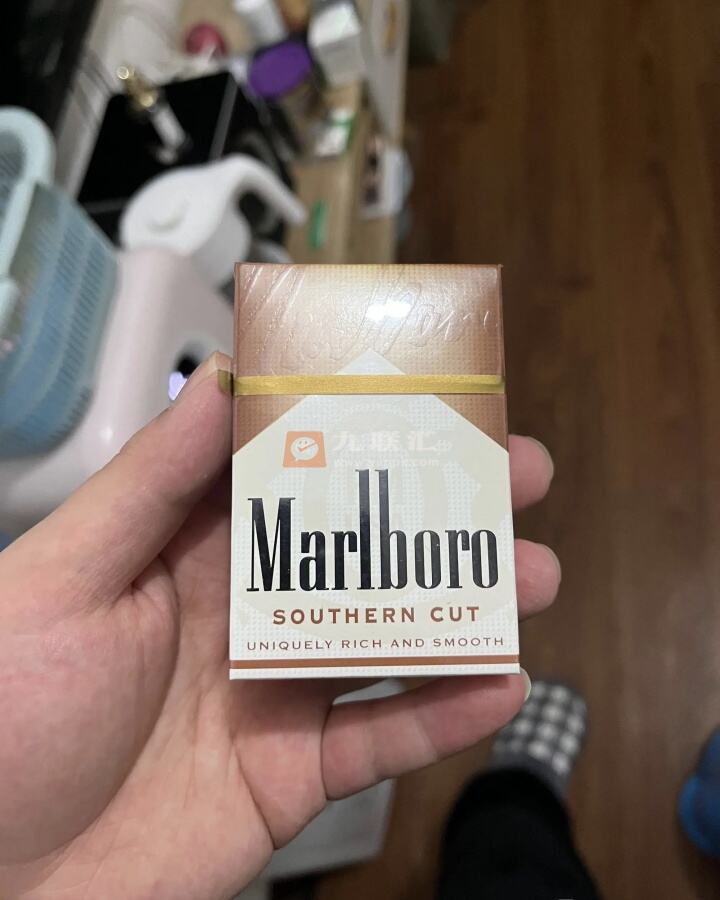 九联汇
Marlboro
SOUTHERN CUT
UNIQUELY RICH AND SMOOTH